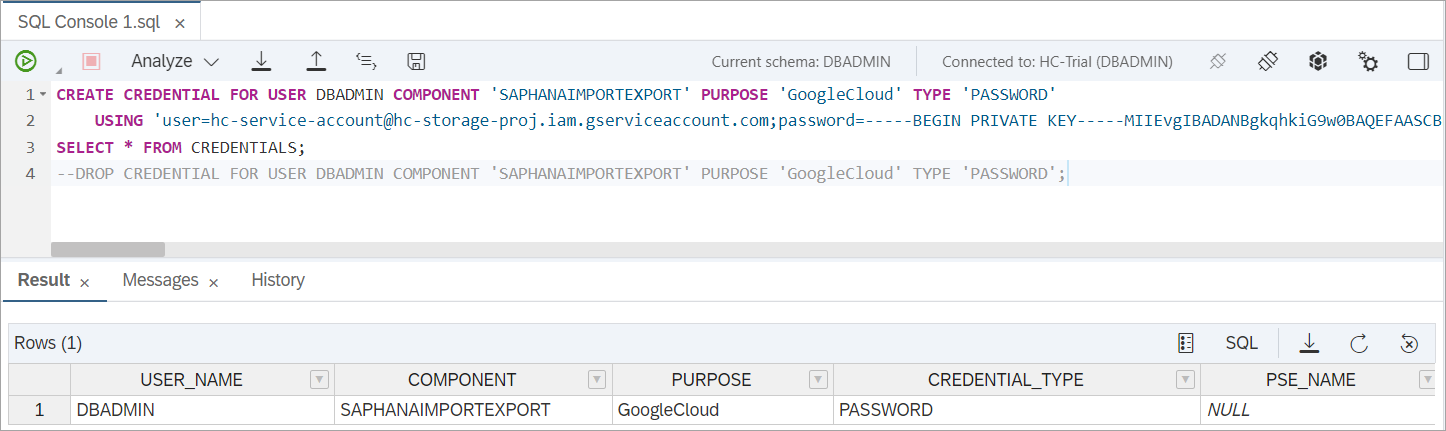 SQL Console 1.sql ×
Analyze Current schema: DBADMIN Connected to: HC-Trial (DBADMIN)
1 CREATE CREDENTIAL FOR USER DBADMIN COMPONENT 'SAPHANAIMPORTEXPORT' PURPOSE 'GoogleCloud' TYPE 'PASSWORD'
2 USING 'user=hc-service-account@hc-storage-proj.iam.gserviceaccount.com;password=-----BEGIN PRIVATE KEY-----MIIEvgIBADANBgkqhkiG9w0BAQEFAASCB
3 SELECT * FROM CREDENTIALS;
4 --DROP CREDENTIAL FOR USER DBADMIN COMPONENT 'SAPHANAIMPORTEXPORT' PURPOSE 'GoogleCloud' TYPE 'PASSWORD';
Result × Messages × History
Rows (1) SQL
USER_NAME COMPONENT PURPOSE CREDENTIAL_TYPE PSE_NAME
1 DBADMIN SAPHANAIMPORTEXPORT GoogleCloud PASSWORD NULL